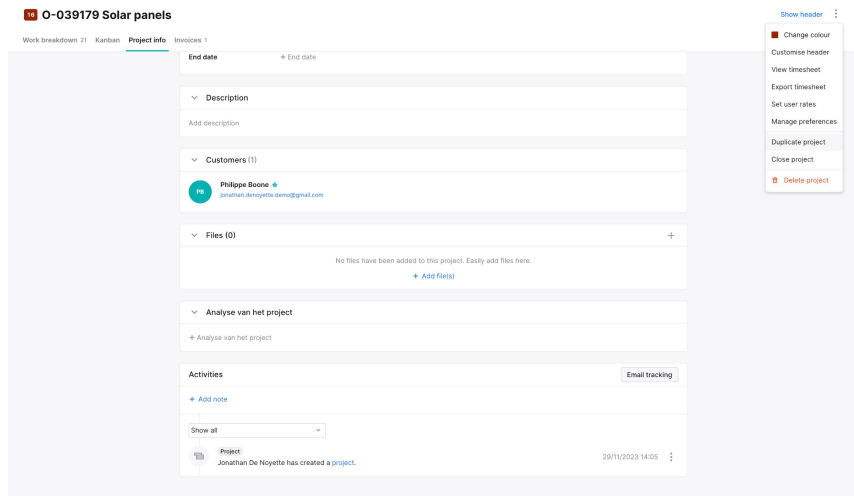 16 O-039179 Solar panels
Show header
Work breakdown 21 Kanban Project info Invoices 1
Change colour
Customise header
View timesheet
Export timesheet
Set user rates
Manage preferences
Duplicate project
Close project
Delete project
End date + End date
Description
Add description
Customers (1)
PB
Philippe Boone
jonathan.denoyette.demo@gmail.com
Files (0)
No files have been added to this project. Easily add files here.
+ Add file(s)
Analyse van het project
+ Analyse van het project
Activities
Email tracking
+ Add note
Show all
Project
Jonathan De Noyette has created a project.
29/11/2023 14:05